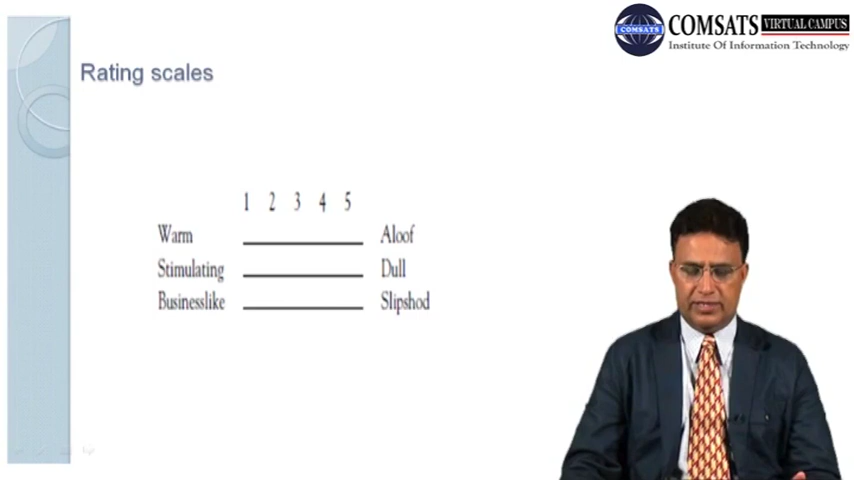 COMSATS VIRTUAL CAMPUS
COMSATS Institute Of Information Technology
Rating scales
1 2 3 4 5
Warm Aloof
Stimulating Dull
Businesslike Slipshod